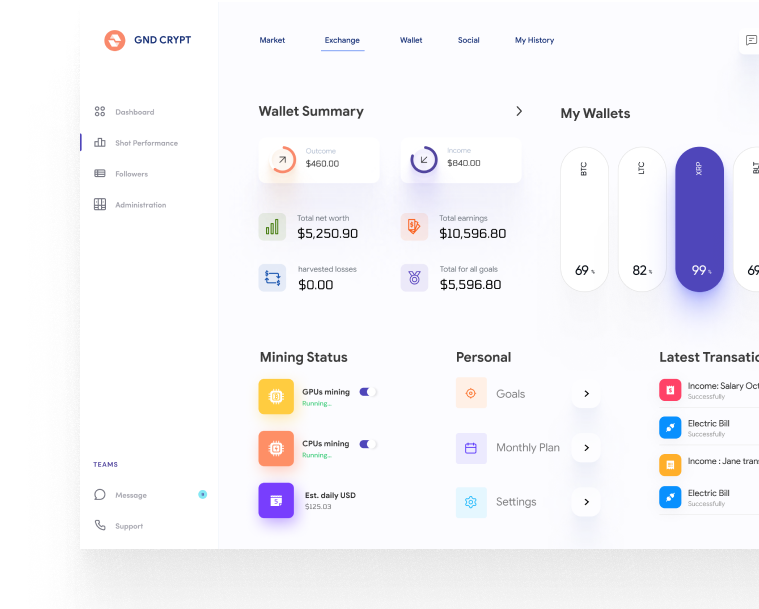 GND CRYPT
Market
Exchange
Wallet
Social
My History
Dashboard
Shot Performance
Followers
Administration
TEAMS
Message
Support
Wallet Summary
Outcome
$460.00
Income
$840.00
Total net worth
$5,250.90
Total earnings
$10,596.80
harvested losses
$0.00
Total for all goals
$5,596.80
My Wallets
BTC
69 %
LTC
82 %
XRP
99 %
BLT
69
Mining Status
GPUs mining
Running...
CPUs mining
Running...
Est. daily USD
$125.03
Personal
Goals
Monthly Plan
Settings
Latest Transatio
Income: Salary Oct
Successfully
Electric Bill
Successfully
Income : Jane trans
Electric Bill
Successfully